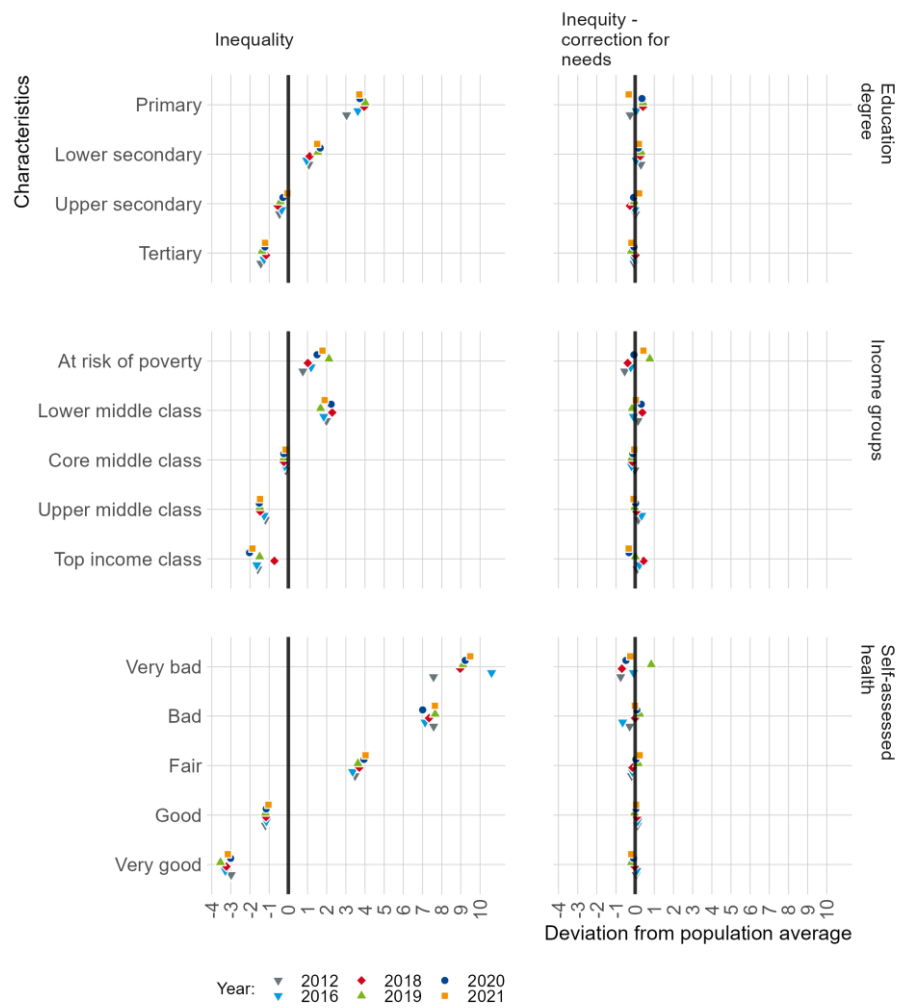 Inequality
Inequity -
correction for
needs
Characteristics
Primary
Lower secondary
Upper secondary
Tertiary
Education
degree
At risk of poverty
Lower middle class
Core middle class
Upper middle class
Top income class
Income groups
Very bad
Bad
Fair
Good
Very good
Self-assessed
health
-4 -3 -2 -1 0 1 2 3 4 5 6 7 8 9 10
-4 -3 -2 -1 0 1 2 3 4 5 6 7 8 9 10
Deviation from population average
Year: 2012 2018 2020
2016 2019 2021